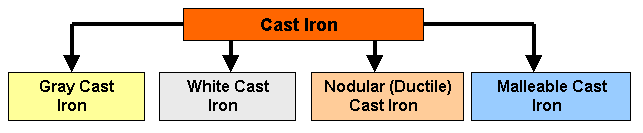 Cast Iron
Gray Cast
Iron
White Cast
Iron
Nodular (Ductile)
Cast Iron
Malleable Cast
Iron